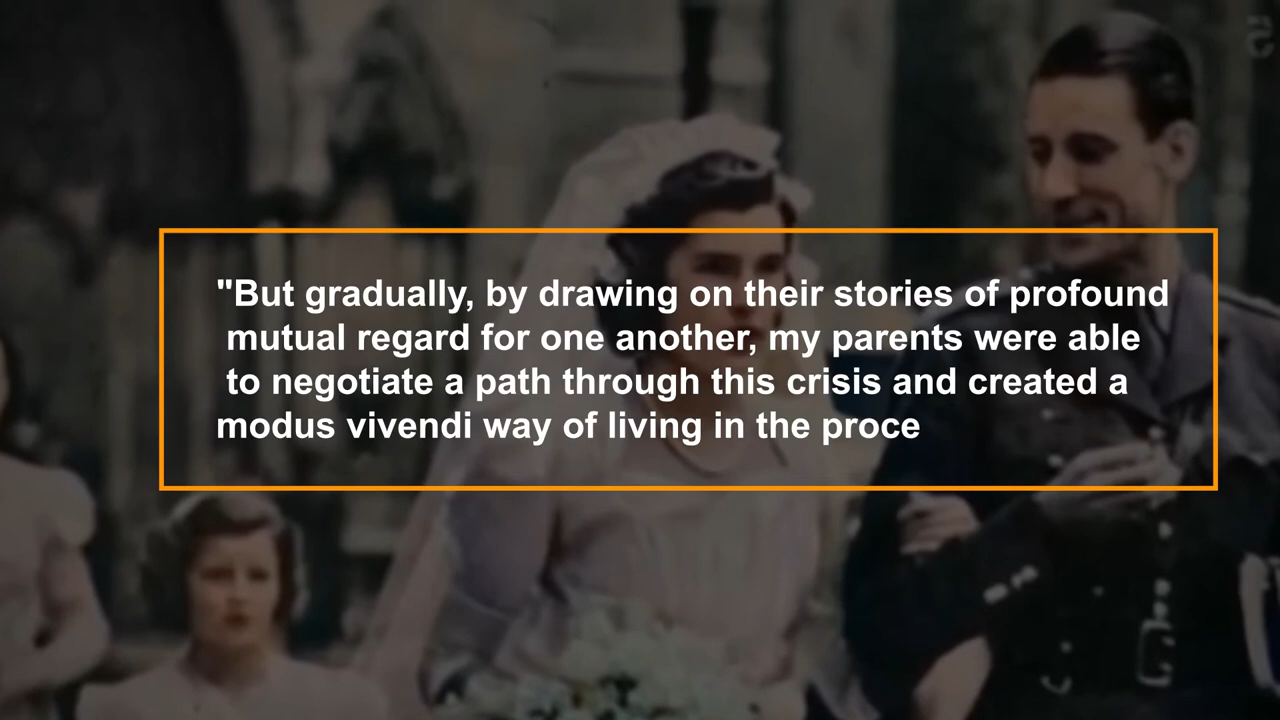 "But gradually, by drawing on their stories of profound
mutual regard for one another, my parents were able
to negotiate a path through this crisis and created a
modus vivendi way of living in the proce